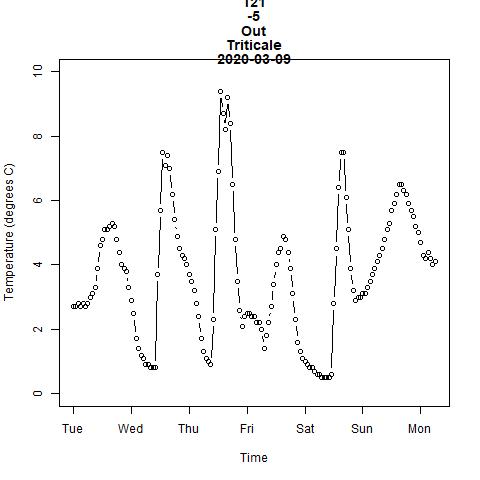 121
-5
Out
Triticale
2020-03-09
Temperature (degrees C)
10
8
6
4
2
0
Tue Wed Thu Fri Sat Sun Mon
Time